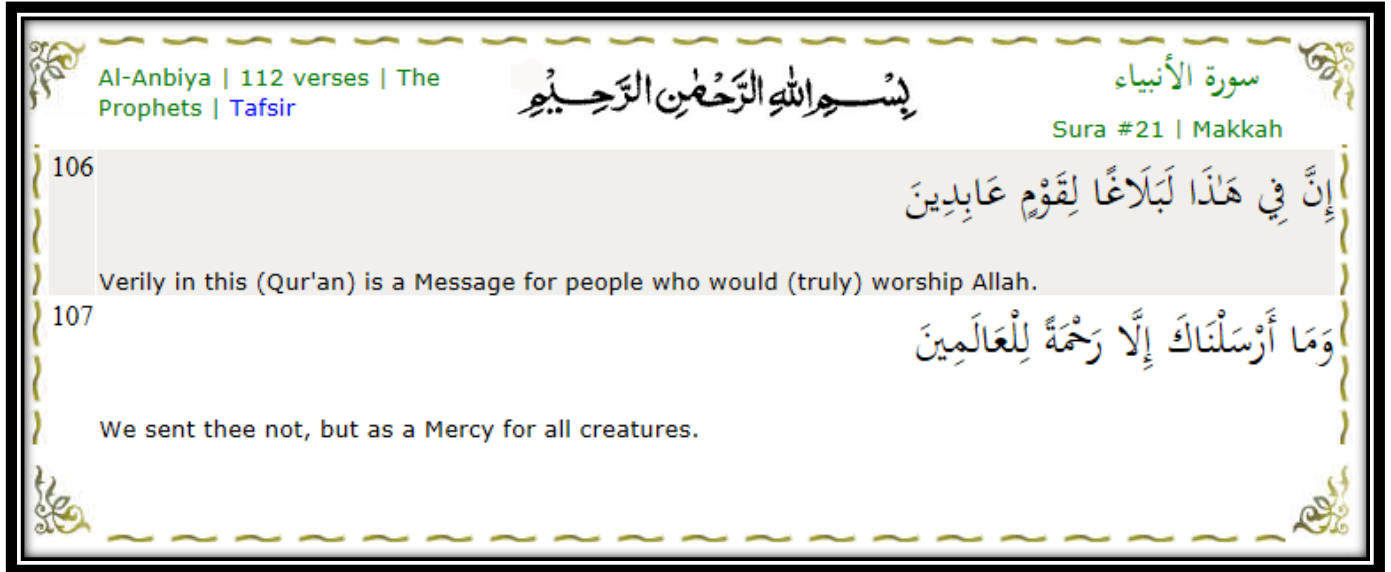 Al-Anbiya | 112 verses | The
Prophets | Tafsir
بِسْمِ اللهِ الرَّحْمٰنِ الرَّحِيْمِ
سورة الأنبياء
Sura #21 | Makkah
106
إِنَّ فِي هَـٰذَا لَبَلَاغًا لِقَوْمٍ عَابِدِينَ
Verily in this (Qur'an) is a Message for people who would (truly) worship Allah.
107
وَمَا أَرْسَلْنَاكَ إِلَّا رَحْمَةً لِلْعَالَمِينَ
We sent thee not, but as a Mercy for all creatures.